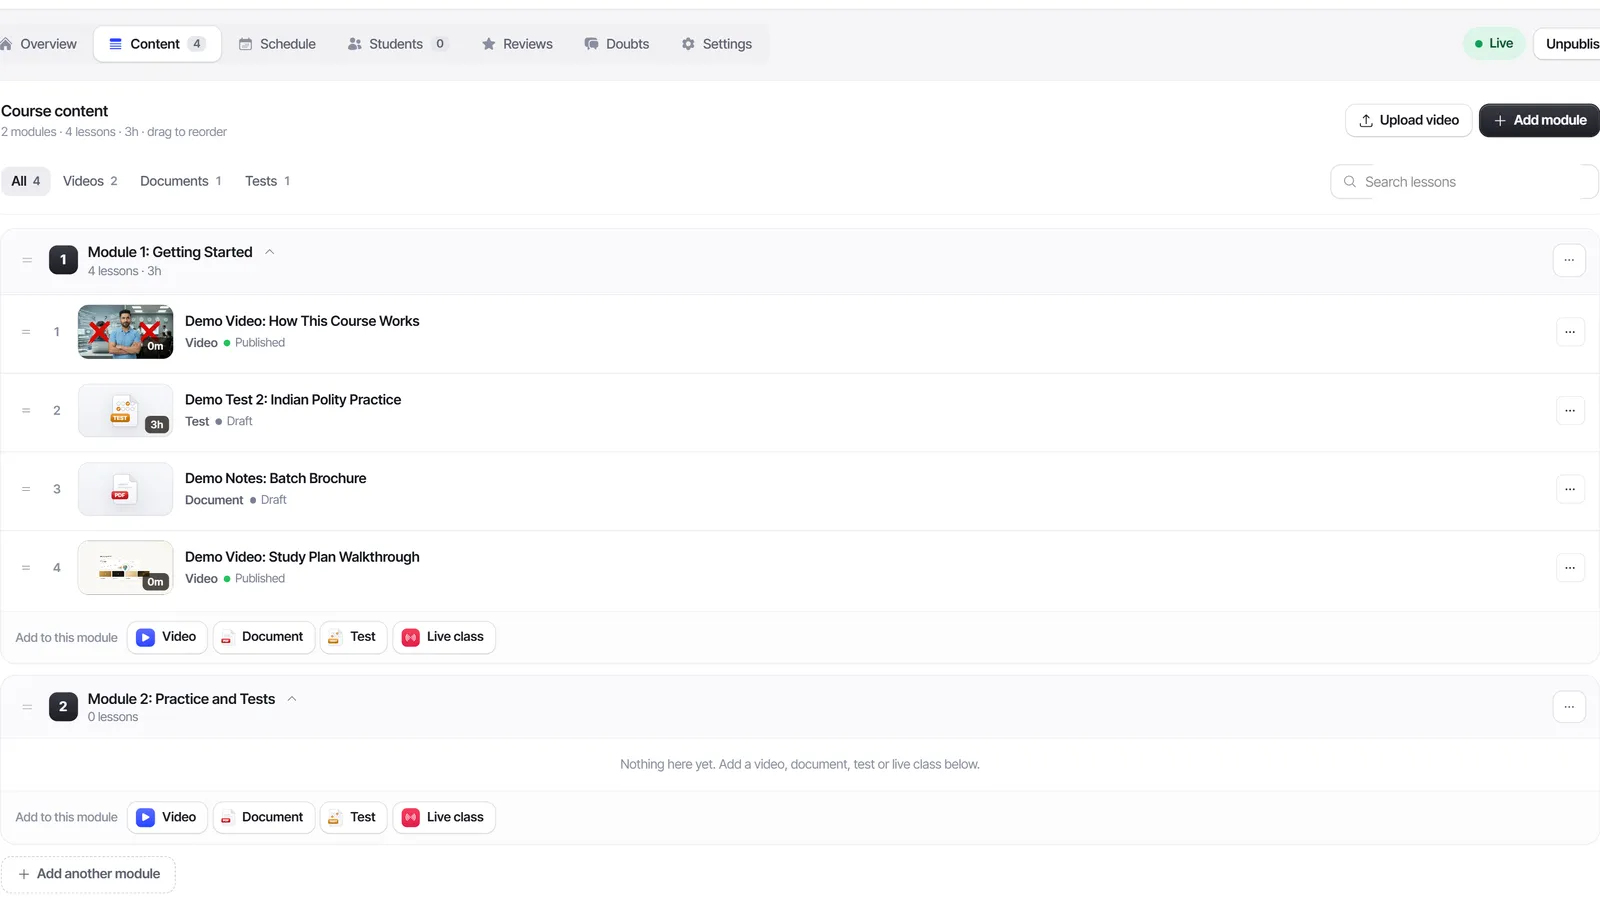 Overview
Content 4
Schedule
Students 0
Reviews
Doubts
Settings
Live
Unpublis
Course content
2 modules · 4 lessons · 3h · drag to reorder
Upload video
+ Add module
All 4
Videos 2
Documents 1
Tests 1
Search lessons
1
Module 1: Getting Started
4 lessons · 3h
1
0m
Demo Video: How This Course Works
Video Published
2
TEST
3h
Demo Test 2: Indian Polity Practice
Test Draft
3
PDF
Demo Notes: Batch Brochure
Document Draft
4
0m
Demo Video: Study Plan Walkthrough
Video Published
Add to this module
Video
Document
Test
Live class
2
Module 2: Practice and Tests
0 lessons
Nothing here yet. Add a video, document, test or live class below.
Add to this module
Video
Document
Test
Live class
+ Add another module